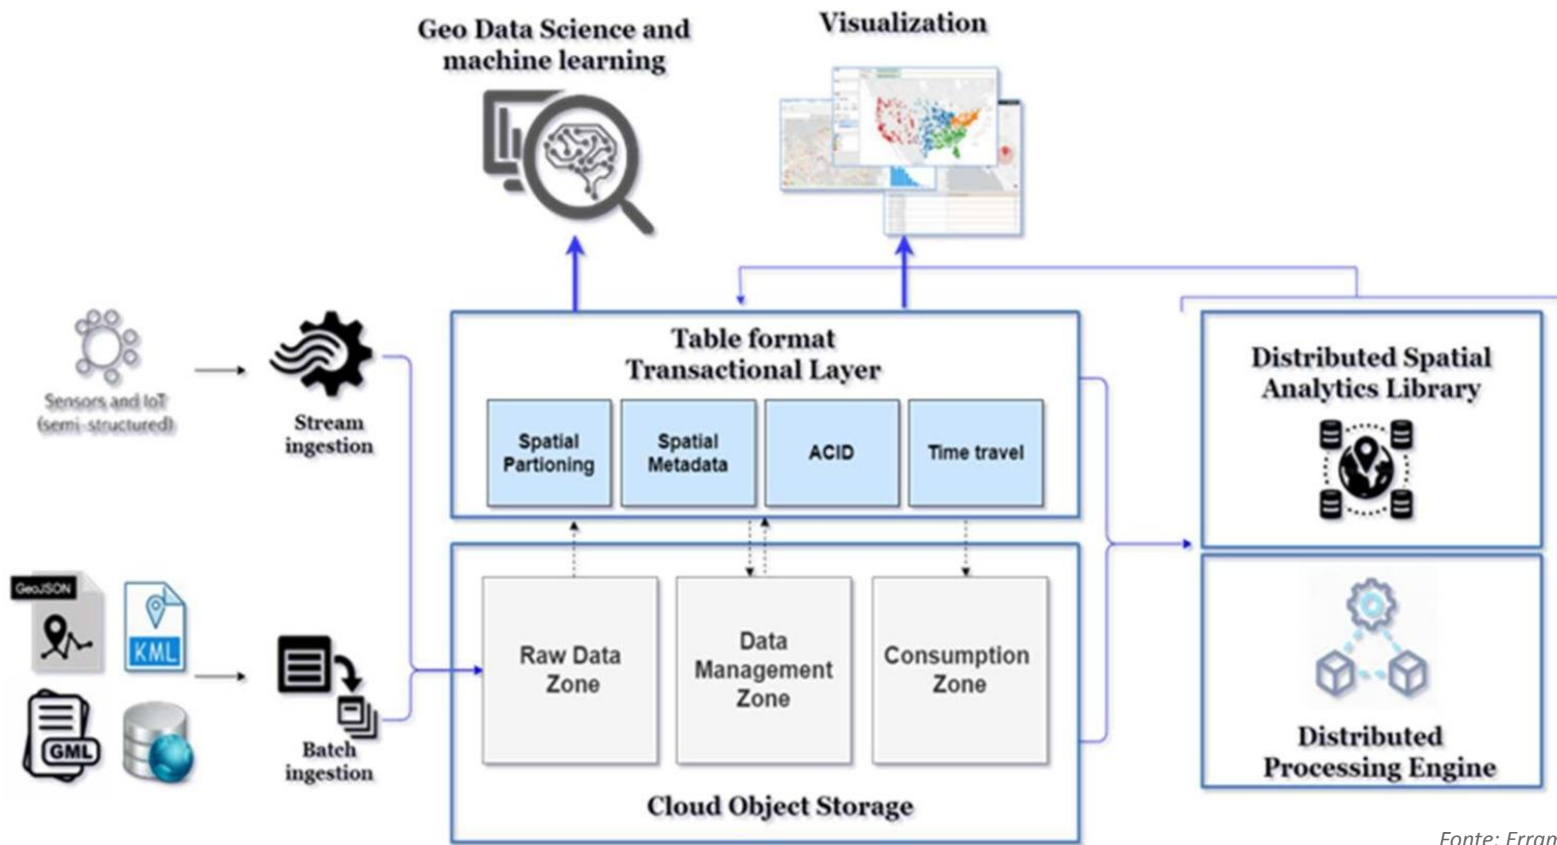 Geo Data Science and
machine learning
Visualization
Sensors and IoT
(semi-structured)
Stream
ingestion
Table format
Transactional Layer
Spatial
Partioning
Spatial
Metadata
ACID
Time travel
Distributed Spatial
Analytics Library
GeoJSON
KML
GML
Batch
ingestion
Raw Data
Zone
Data
Management
Zone
Consumption
Zone
Cloud Object Storage
Distributed
Processing Engine
Fonte: Erram